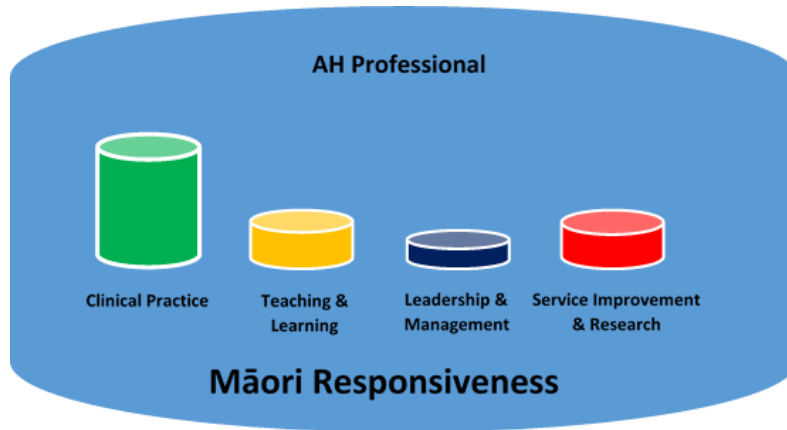 AH Professional
Clinical Practice
Teaching &
Learning
Leadership &
Management
Service Improvement
& Research
Māori Responsiveness